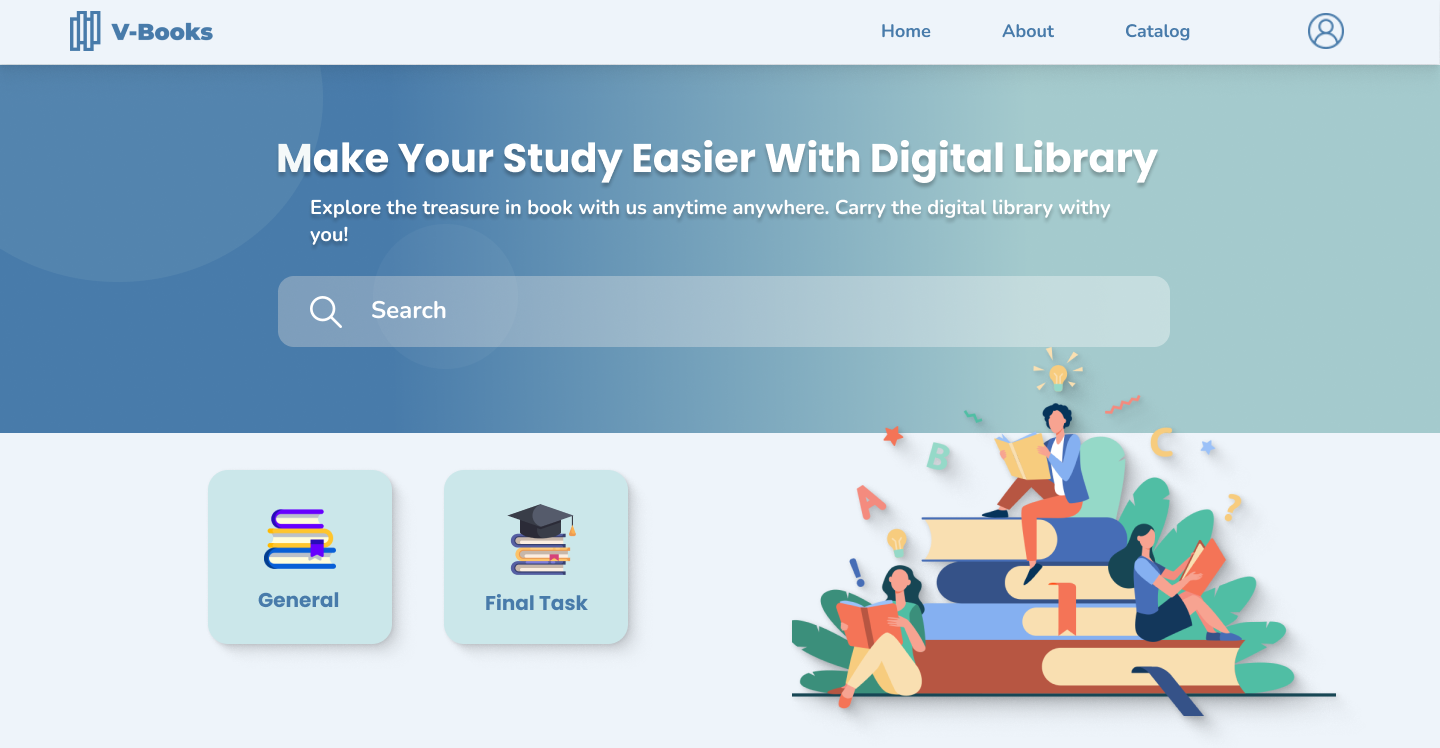 V-Books
Home
About
Catalog
Make Your Study Easier With Digital Library
Explore the treasure in book with us anytime anywhere. Carry the digital library withy
you!
Search
General
Final Task
A
B
C
?
!